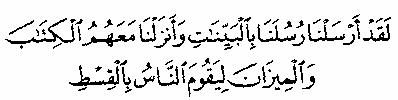 لَقَدْ أَرْسَلْنَا رُسُلَنَا بِالْبَيِّنَٰتِ وَأَنزَلْنَا مَعَهُمُ الْكِتَٰبَ
وَالْمِيزَانَ لِيَقُومَ النَّاسُ بِالْقِسْطِ